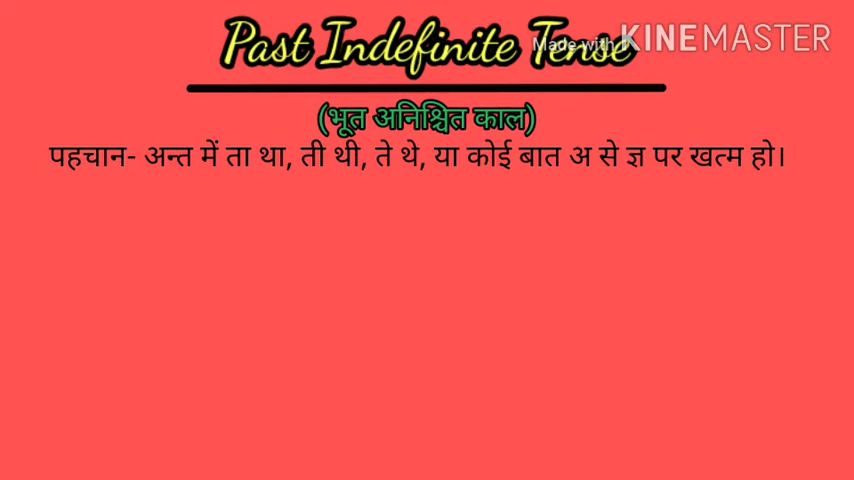 Past Indefinite Tense
Made with KINEMASTER
(भूत अनिश्चित काल)
पहचान- अन्त में ता था, ती थी, ते थे, या कोई बात अ से ज्ञ पर खत्म हो।